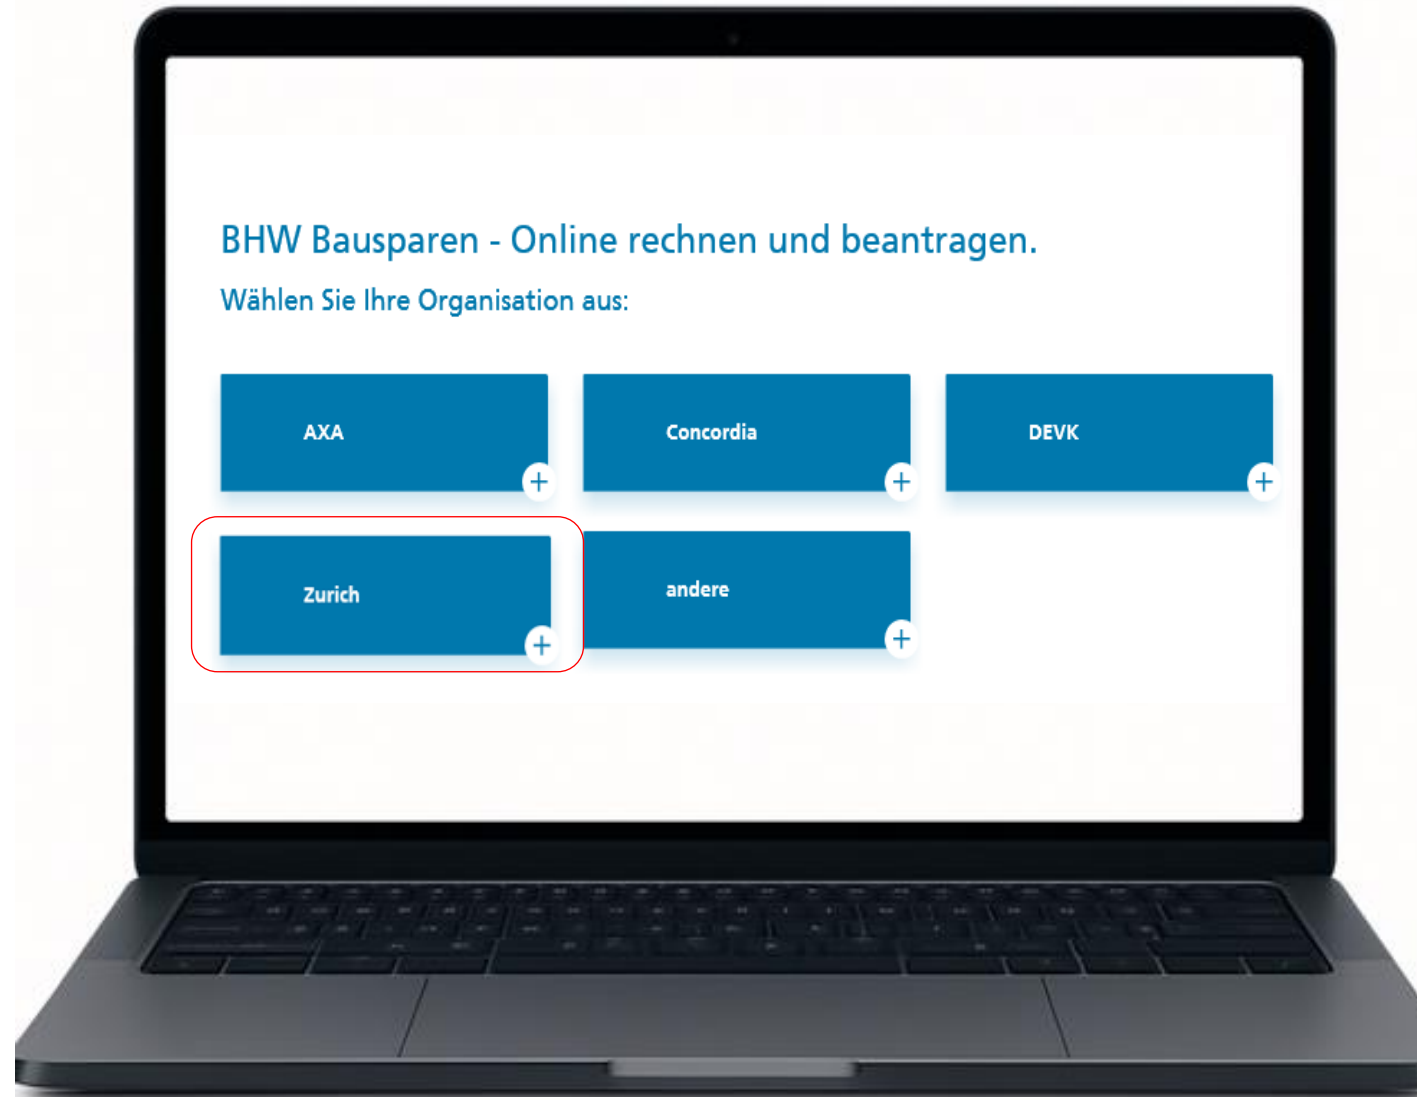 BHW Bausparen - Online rechnen und beantragen.
Wählen Sie Ihre Organisation aus:
AXA
Concordia
DEVK
Zurich
andere